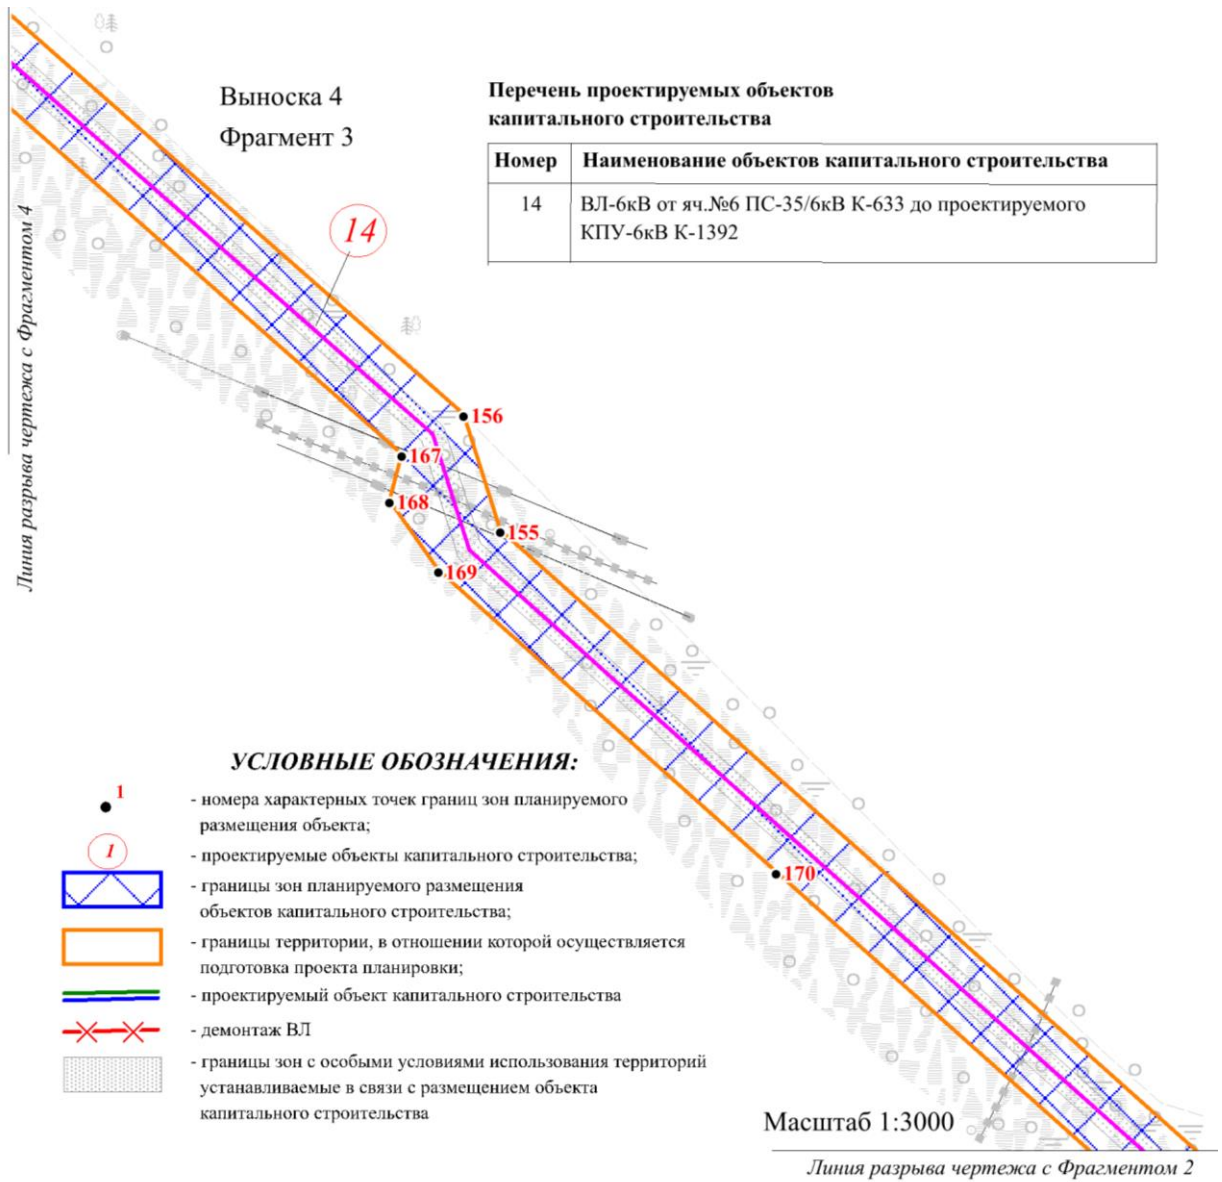 Выноска 4
Фрагмент 3
Перечень проектируемых объектов
капитального строительства
Номер Наименование объектов капитального строительства
14 ВЛ-6кВ от яч.№6 ПС-35/6кВ К-633 до проектируемого
КПУ-6кВ К-1392
Линия разрыва чертежа с Фрагментом 4
14
156
167
168
155
169
170
УСЛОВНЫЕ ОБОЗНАЧЕНИЯ:
1
- номера характерных точек границ зон планируемого
размещения объекта;
1
- проектируемые объекты капитального строительства;
- границы зон планируемого размещения
объектов капитального строительства;
- границы территории, в отношении которой осуществляется
подготовка проекта планировки;
- проектируемый объект капитального строительства
- демонтаж ВЛ
- границы зон с особыми условиями использования территорий
устанавливаемые в связи с размещением объекта
капитального строительства
Масштаб 1:3000
Линия разрыва чертежа с Фрагментом 2